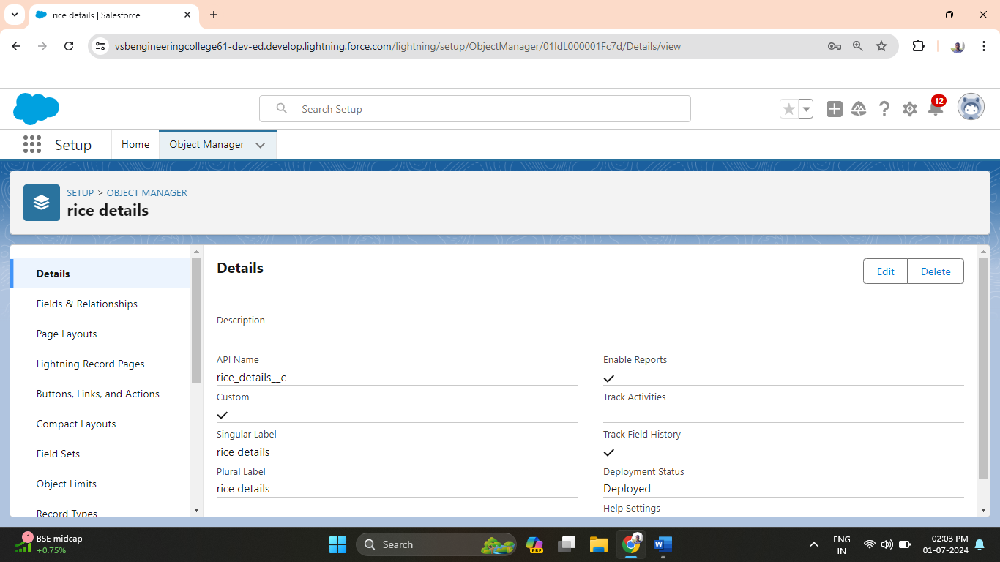 rice details | Salesforce
vsbengineeringcollege61-dev-ed.develop.lightning.force.com/lightning/setup/ObjectManager/01IdL000001Fc7d/Details/view
Search Setup
12
Setup
Home
Object Manager
SETUP > OBJECT MANAGER
rice details
Details
Fields & Relationships
Page Layouts
Lightning Record Pages
Buttons, Links, and Actions
Compact Layouts
Field Sets
Object Limits
Record Types
Details
Edit
Delete
Description
API Name
rice_details__c
Custom
Singular Label
rice details
Plural Label
rice details
Enable Reports
Track Activities
Track Field History
Deployment Status
Deployed
Help Settings
1
BSE midcap
+0.75%
Search
PRE
ENG
IN
02:03 PM
01-07-2024